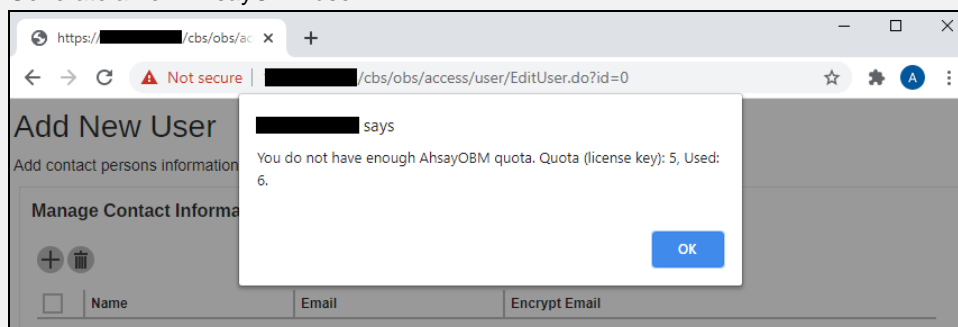 https:// /cbs/obs/ac
Not secure /cbs/obs/access/user/EditUser.do?id=0
A
says
You do not have enough AhsayOBM quota. Quota (license key): 5, Used:
6.
OK
Add New User
Add contact persons information
Manage Contact Informa
Name Email Encrypt Email